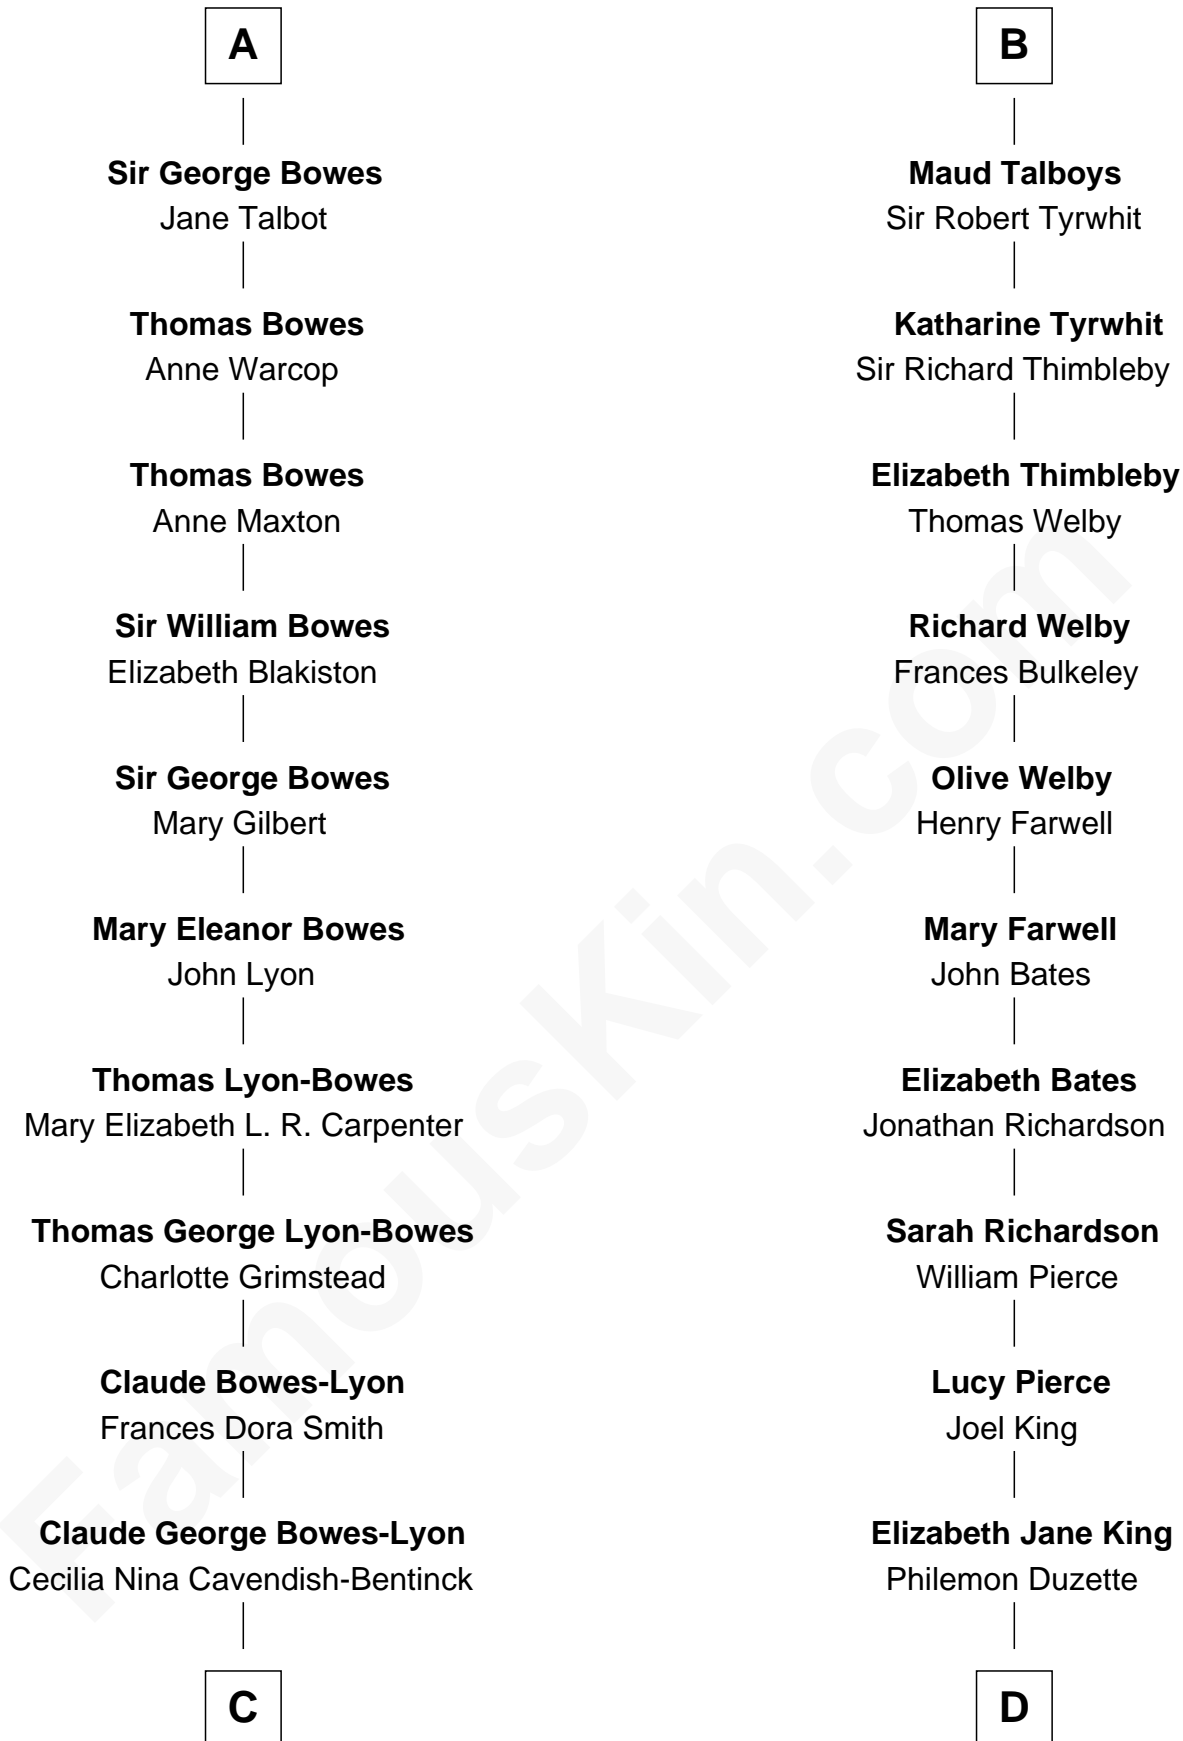 A
Sir George Bowes
Jane Talbot
Thomas Bowes
Anne Warcop
Thomas Bowes
Anne Maxton
Sir William Bowes
Elizabeth Blakiston
Sir George Bowes
Mary Gilbert
Mary Eleanor Bowes
John Lyon
Thomas Lyon-Bowes
Mary Elizabeth L. R. Carpenter
Thomas George Lyon-Bowes
Charlotte Grimstead
Claude Bowes-Lyon
Frances Dora Smith
Claude George Bowes-Lyon
Cecilia Nina Cavendish-Bentinck
C
B
Maud Talboys
Sir Robert Tyrwhit
Katharine Tyrwhit
Sir Richard Thimbleby
Elizabeth Thimbleby
Thomas Welby
Richard Welby
Frances Bulkeley
Olive Welby
Henry Farwell
Mary Farwell
John Bates
Elizabeth Bates
Jonathan Richardson
Sarah Richardson
William Pierce
Lucy Pierce
Joel King
Elizabeth Jane King
Philemon Duzette
D
FamousKin.com